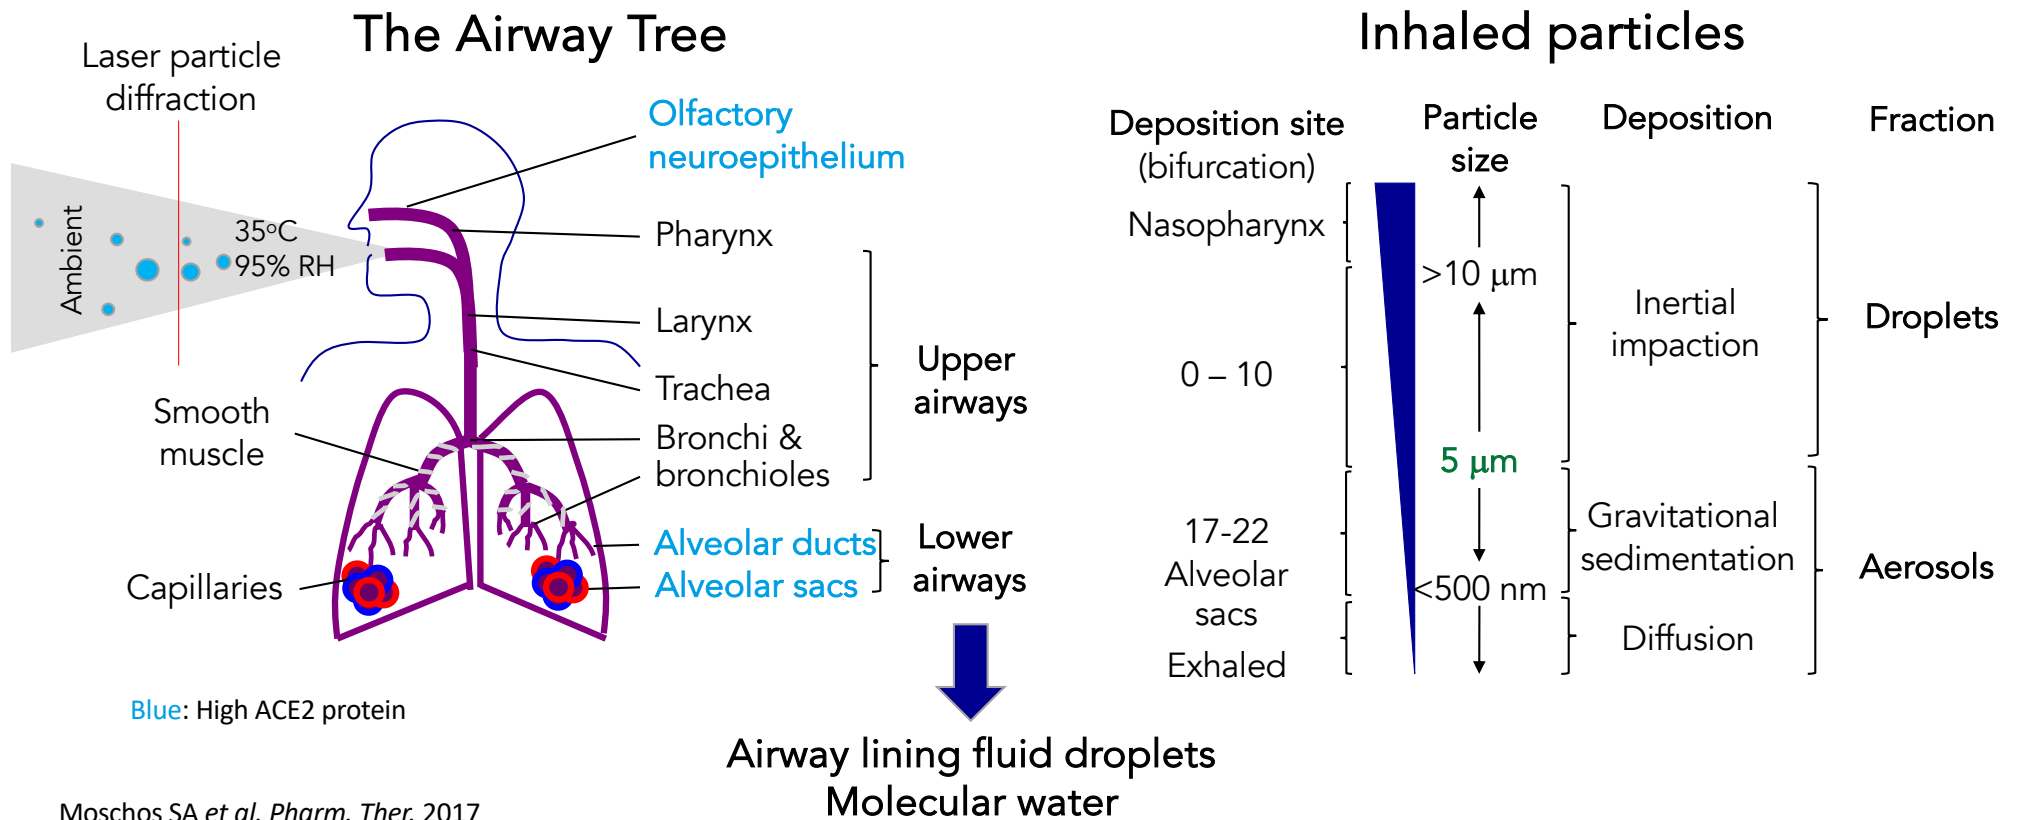 The Airway Tree
Laser particle
diffraction
Ambient
35°C
95% RH
Olfactory
neuroepithelium
Pharynx
Larynx
Trachea
Bronchi &
bronchioles
Upper
airways
Smooth
muscle
Capillaries
Alveolar ducts
Alveolar sacs
Lower
airways
Blue: High ACE2 protein
Airway lining fluid droplets
Molecular water
Moschos SA et al. Pharm. Ther. 2017
Inhaled particles
Deposition site
(bifurcation)
Particle
size
Deposition
Fraction
Nasopharynx
0 – 10
17-22
Alveolar
sacs
Exhaled
>10 μm
5 μm
<500 nm
Inertial
impaction
Gravitational
sedimentation
Diffusion
Droplets
Aerosols